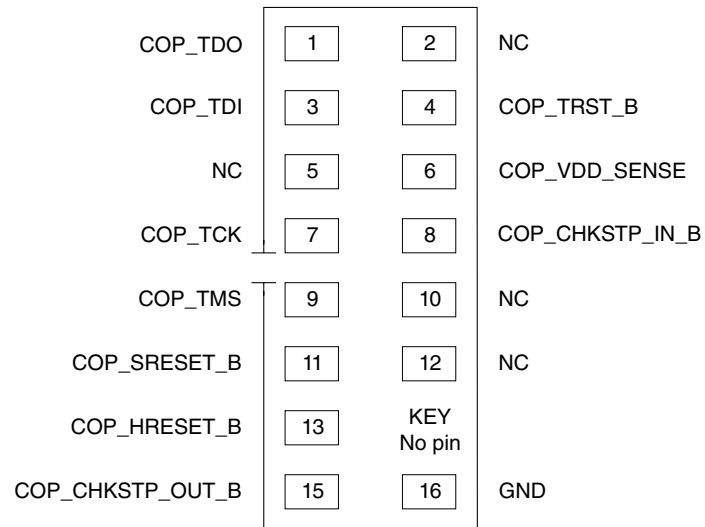 COP_TDO 1 2 NC
COP_TDI 3 4 COP_TRST_B
NC 5 6 COP_VDD_SENSE
COP_TCK 7 8 COP_CHKSTP_IN_B
COP_TMS 9 10 NC
COP_SRESET_B 11 12 NC
COP_HRESET_B 13 KEY
No pin
COP_CHKSTP_OUT_B 15 16 GND